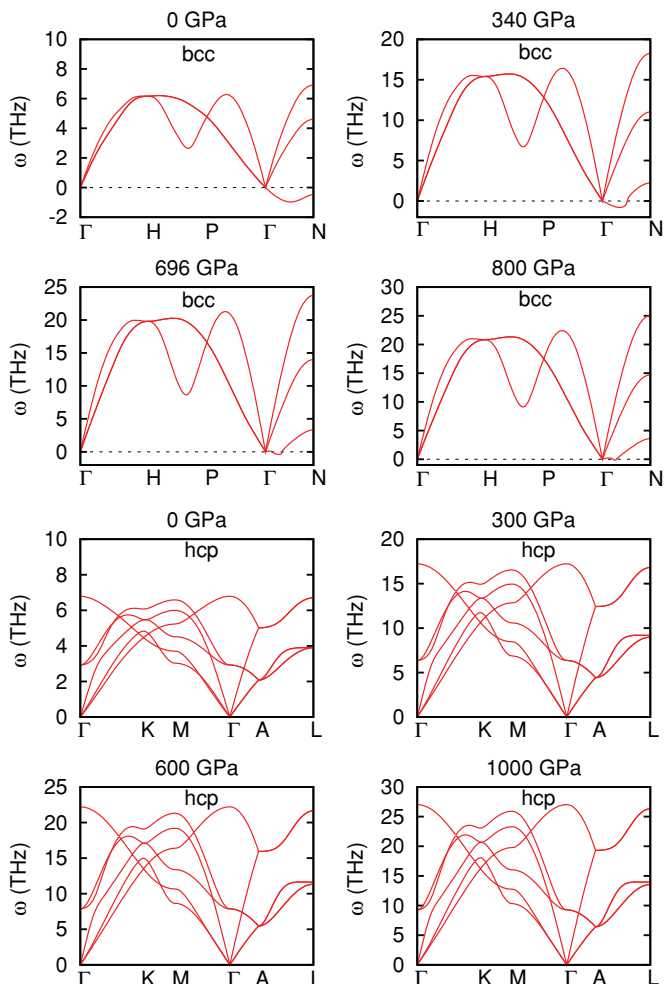 0 GPa
bcc
ω (THz)
10
8
6
4
2
0
-2
Γ H P Γ N
340 GPa
bcc
ω (THz)
20
15
10
5
0
Γ H P Γ N
696 GPa
bcc
ω (THz)
25
20
15
10
5
0
Γ H P Γ N
800 GPa
bcc
ω (THz)
30
25
20
15
10
5
0
Γ H P Γ N
0 GPa
hcp
ω (THz)
10
8
6
4
2
0
Γ K M Γ A L
300 GPa
hcp
ω (THz)
20
15
10
5
0
Γ K M Γ A L
600 GPa
hcp
ω (THz)
25
20
15
10
5
0
Γ K M Γ A L
1000 GPa
hcp
ω (THz)
30
25
20
15
10
5
0
Γ K M Γ A L